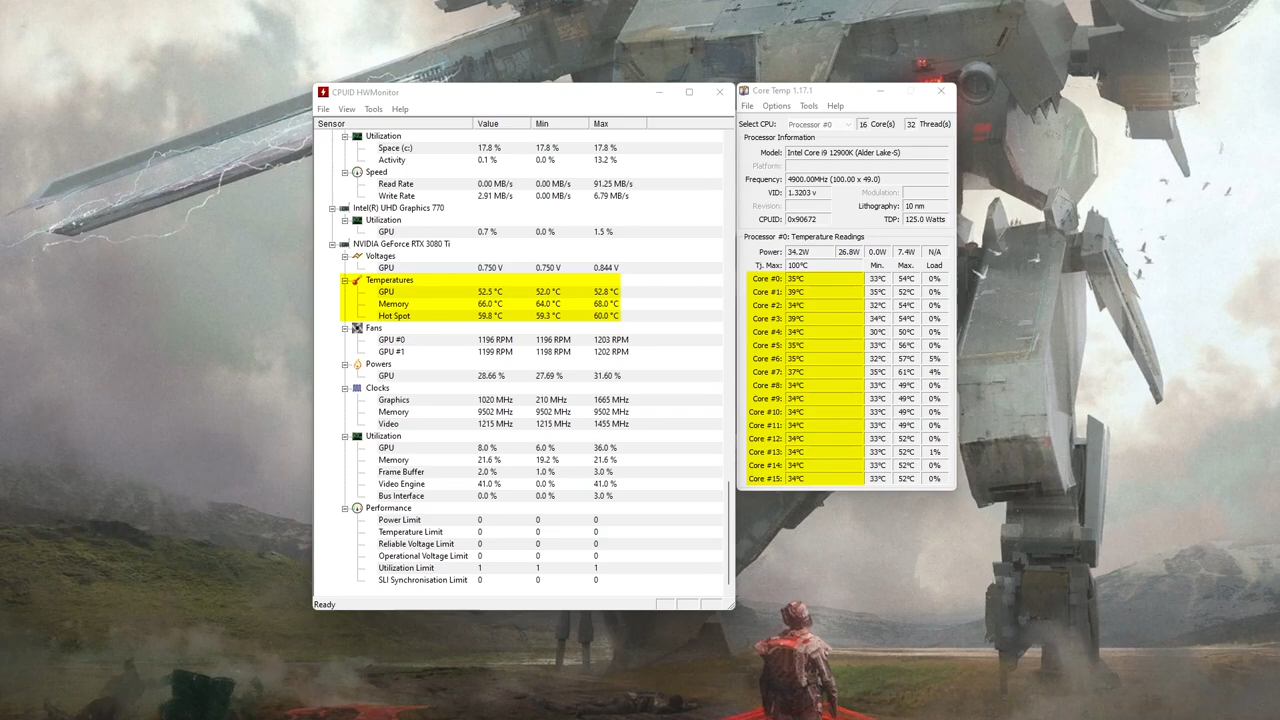 CPUID HWMonitor
File View Tools Help
Sensor Value Min Max
Utilization
Space (c:) 17.8 % 17.8 % 17.8 %
Activity 0.1 % 0.0 % 13.2 %
Speed
Read Rate 0.00 MB/s 0.00 MB/s 91.25 MB/s
Write Rate 2.91 MB/s 0.00 MB/s 6.79 MB/s
Intel(R) UHD Graphics 770
Utilization
GPU 0.7 % 0.0 % 1.5 %
NVIDIA GeForce RTX 3080 Ti
Voltages
GPU 0.750 V 0.750 V 0.844 V
Temperatures
GPU 52.5 °C 52.0 °C 52.8 °C
Memory 66.0 °C 64.0 °C 68.0 °C
Hot Spot 59.8 °C 59.3 °C 60.0 °C
Fans
GPU #0 1196 RPM 1196 RPM 1203 RPM
GPU #1 1199 RPM 1198 RPM 1202 RPM
Powers
GPU 28.66 % 27.69 % 31.60 %
Clocks
Graphics 1020 MHz 210 MHz 1665 MHz
Memory 9502 MHz 9502 MHz 9502 MHz
Video 1215 MHz 1215 MHz 1455 MHz
Utilization
GPU 8.0 % 6.0 % 36.0 %
Memory 21.6 % 19.2 % 21.6 %
Frame Buffer 2.0 % 1.0 % 3.0 %
Video Engine 41.0 % 0.0 % 41.0 %
Bus Interface 0.0 % 0.0 % 3.0 %
Performance
Power Limit 0 0 0
Temperature Limit 0 0 0
Reliable Voltage Limit 0 0 0
Operational Voltage Limit 0 0 0
Utilization Limit 1 1 1
SLI Synchronisation Limit 0 0 0
Ready
Core Temp 1.17.1
File Options Tools Help
Select CPU: Processor #0 16 Core(s) 32 Thread(s)
Processor Information
Model: Intel Core i9 12900K (Alder Lake-S)
Platform:
Frequency: 4900.00MHz (100.00 x 49.0)
VID: 1.3203 v Modulation:
Revision: Lithography: 10 nm
CPUID: 0x90672 TDP: 125.0 Watts
Processor #0: Temperature Readings
Power: 34.2W 26.8W 0.0W 7.4W N/A
Tj. Max: 100°C Min. Max. Load
Core #0: 35°C 33°C 54°C 0%
Core #1: 39°C 35°C 52°C 0%
Core #2: 34°C 32°C 54°C 0%
Core #3: 39°C 34°C 54°C 0%
Core #4: 34°C 30°C 50°C 0%
Core #5: 35°C 33°C 56°C 0%
Core #6: 35°C 32°C 57°C 5%
Core #7: 37°C 35°C 61°C 4%
Core #8: 34°C 33°C 49°C 0%
Core #9: 34°C 33°C 49°C 0%
Core #10: 34°C 33°C 49°C 0%
Core #11: 34°C 33°C 49°C 0%
Core #12: 34°C 33°C 52°C 0%
Core #13: 34°C 33°C 52°C 1%
Core #14: 34°C 33°C 52°C 0%
Core #15: 34°C 33°C 52°C 0%